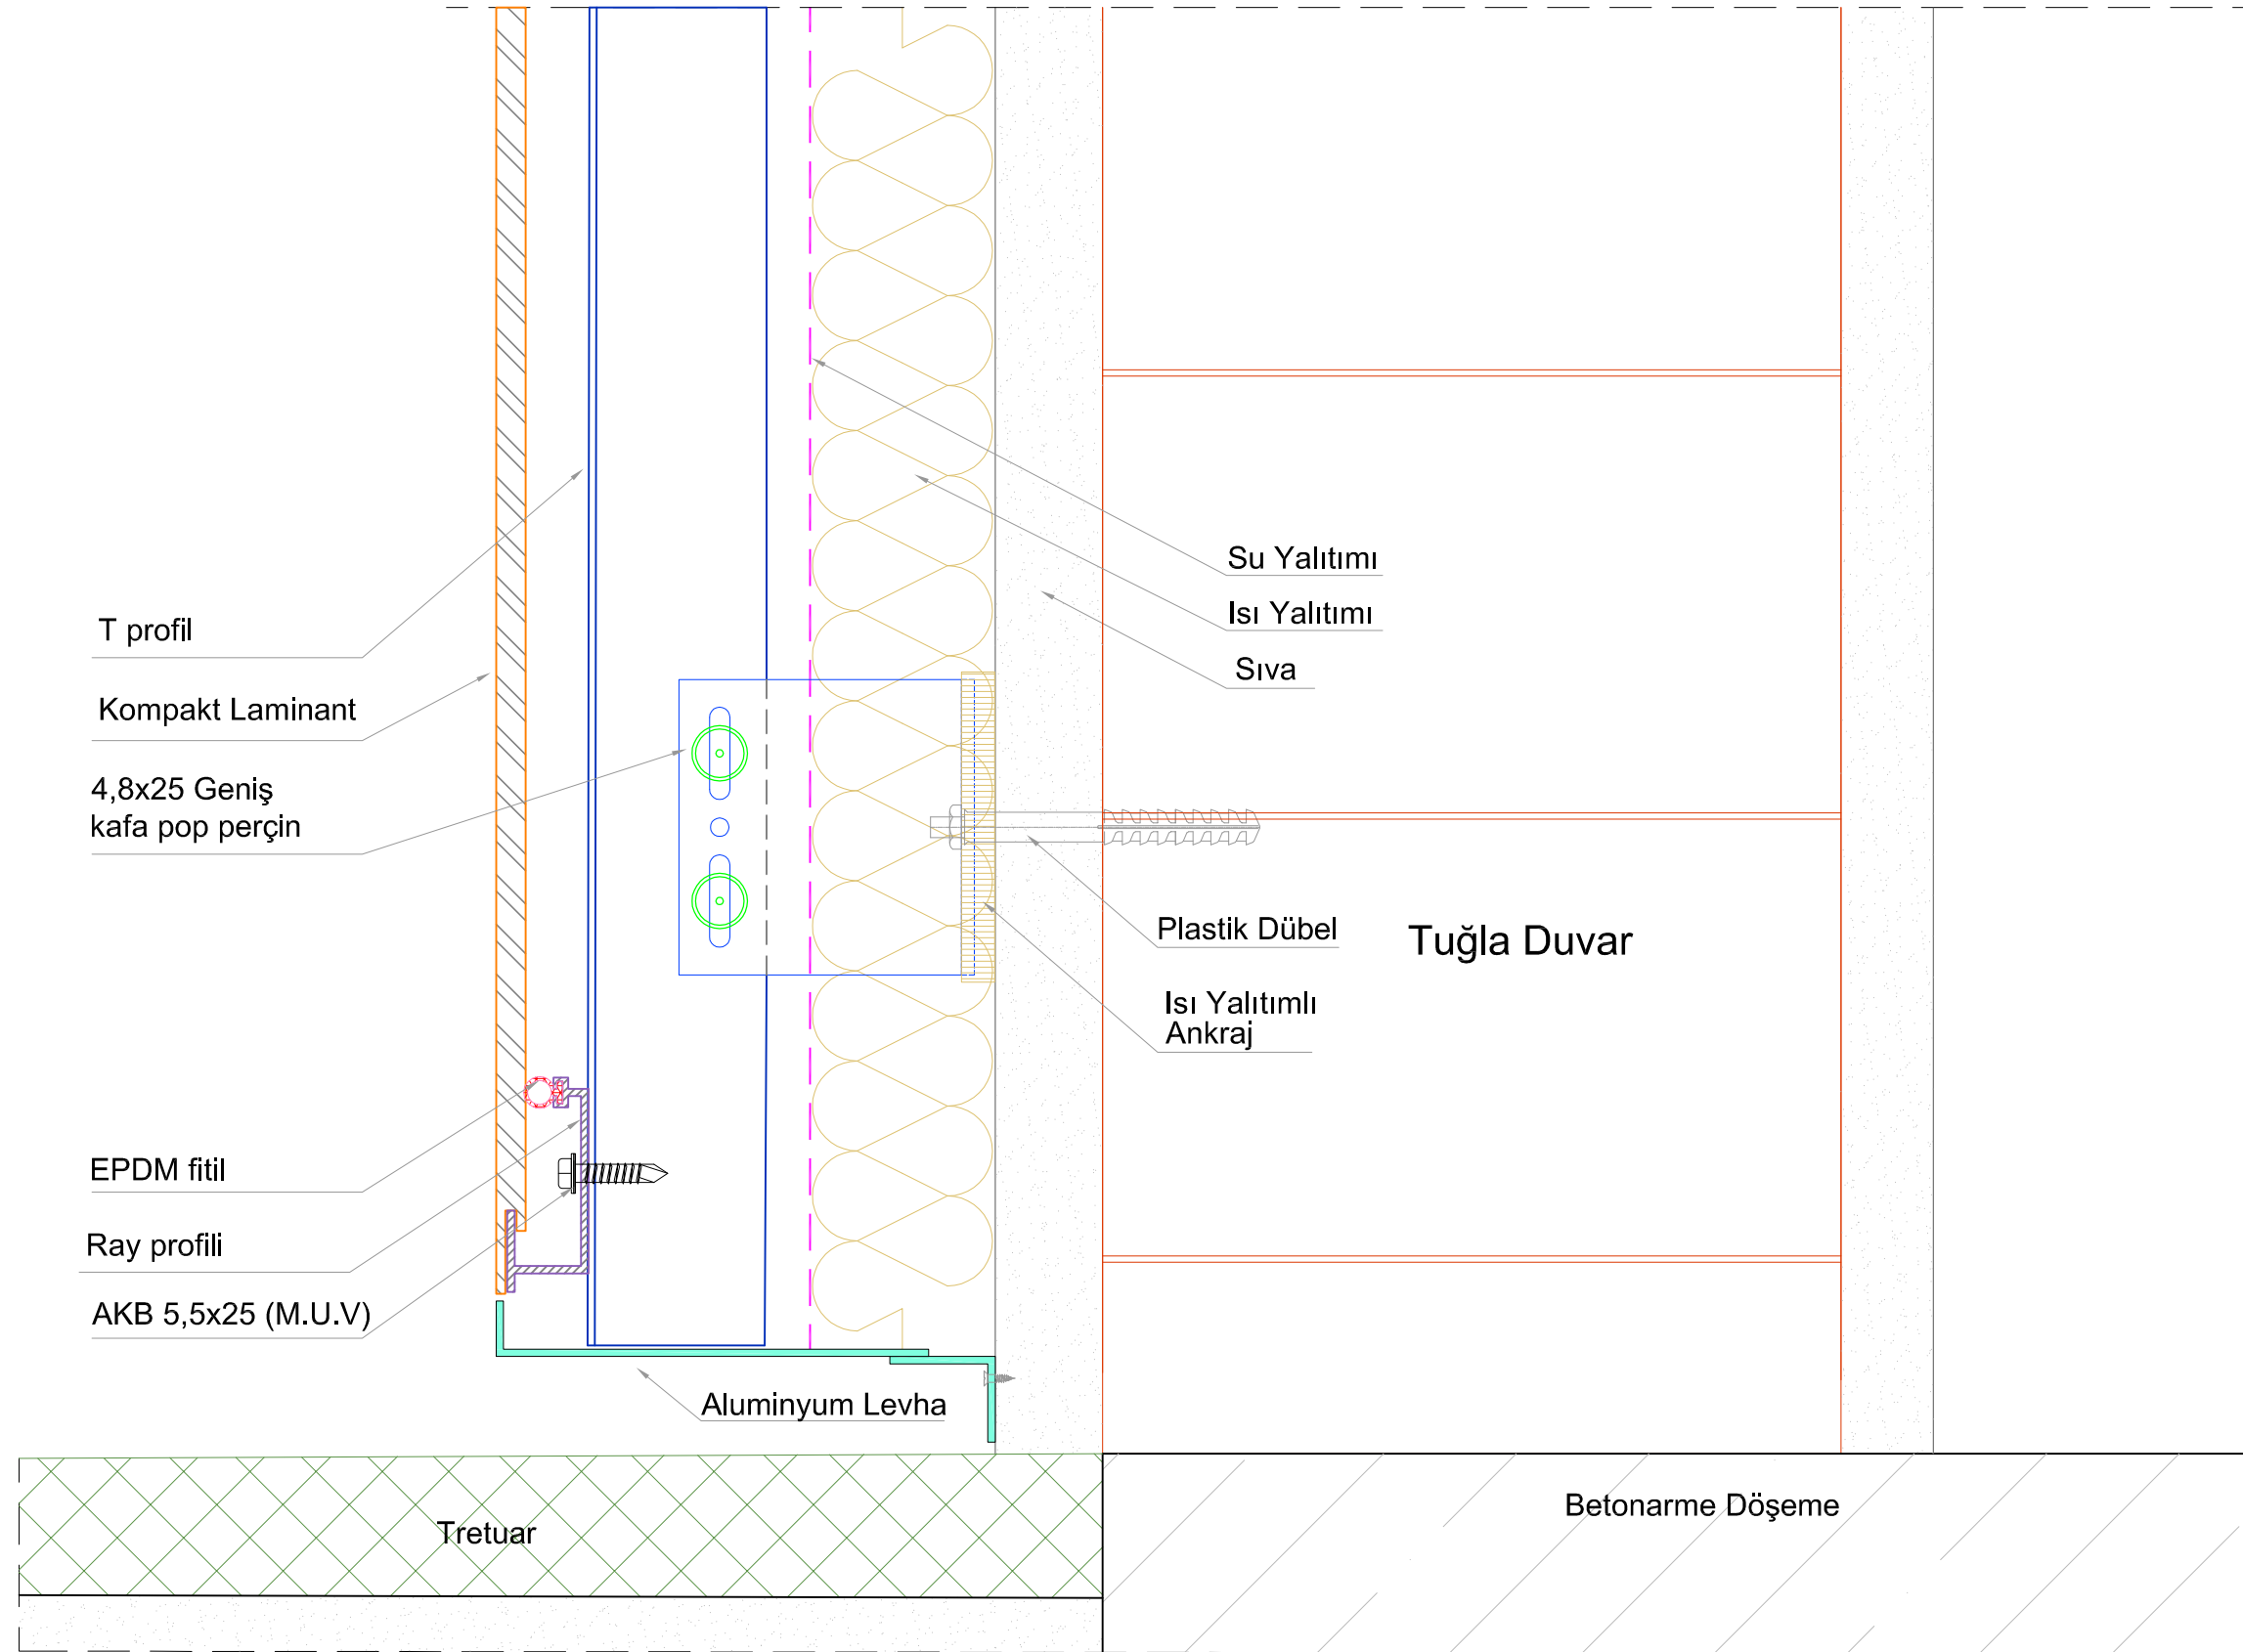 T profil
Kompakt Laminant
4,8x25 Geniş
kafa pop perçin
EPDM fitil
Ray profili
AKB 5,5x25 (M.U.V)
Su Yalıtımı
Isı Yalıtımı
Sıva
Plastik Dübel
Isı Yalıtımlı
Ankraj
Tuğla Duvar
Aluminyum Levha
Tretuar
Betonarme Döşeme